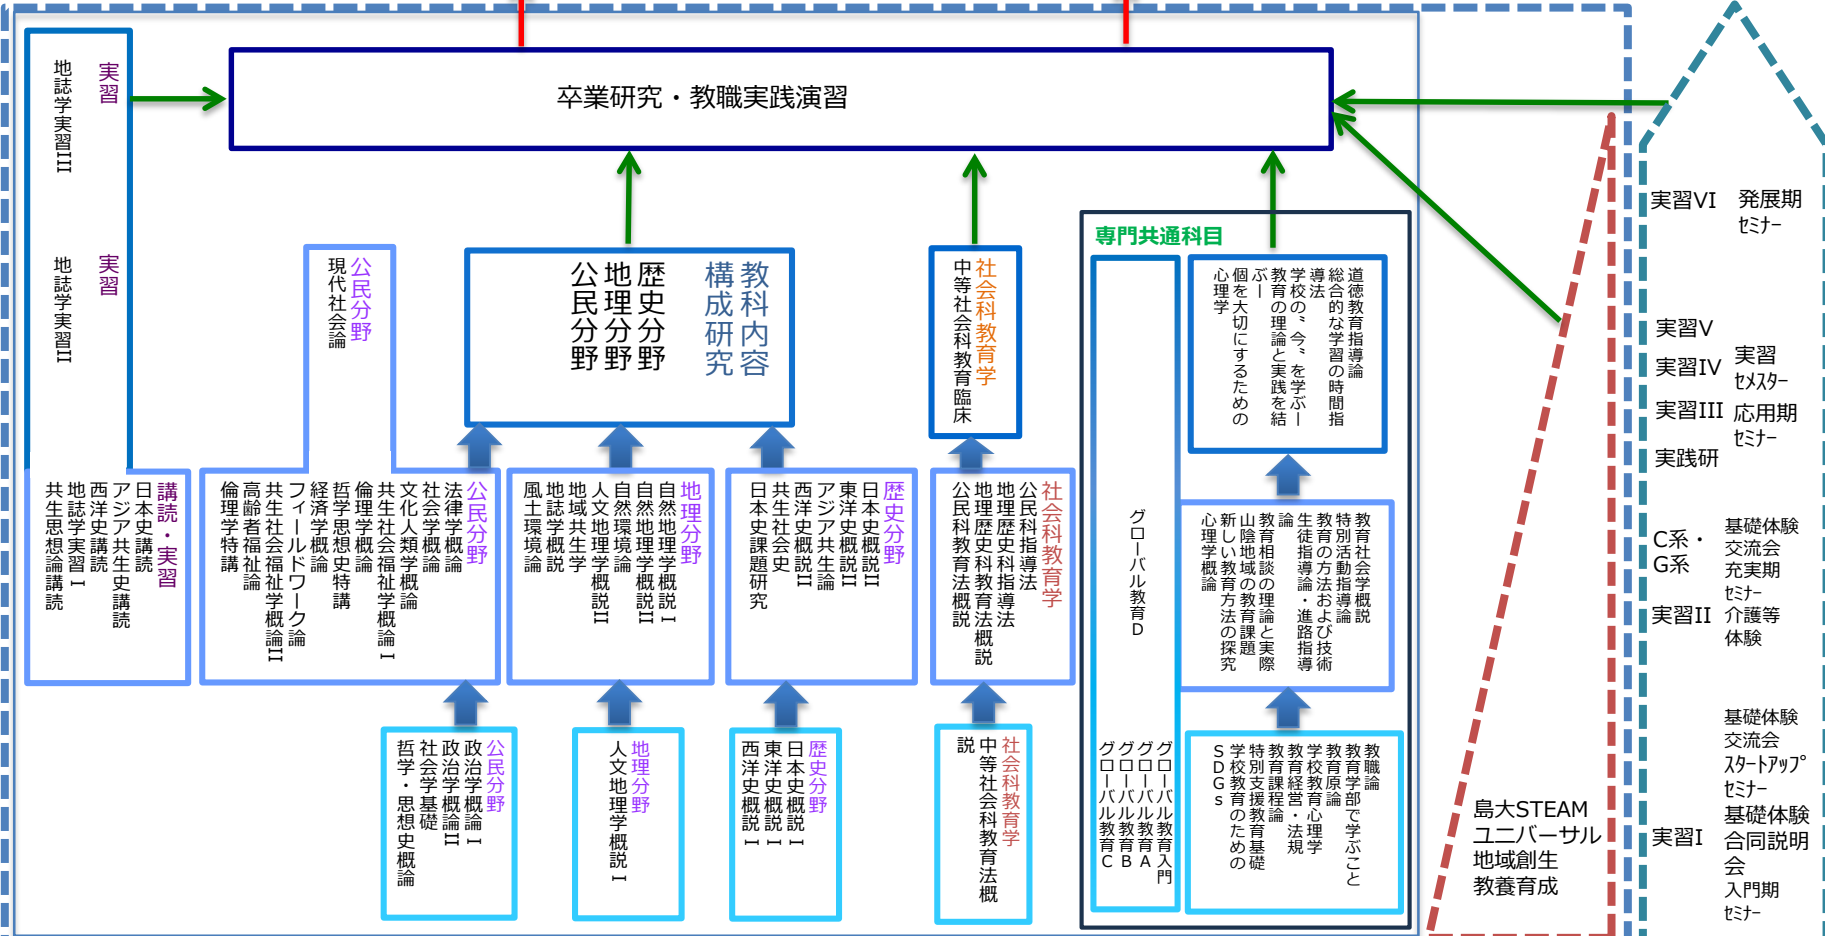 卒業研究・教職実践演習
実習
地誌学実習III
実習
地誌学実習II
講読・実習
日本史講読
アジア共生史講読
西洋史講読
地誌学実習 I
共生思想論講読
公民分野
現代社会論
公民分野
法律学概論
社会学概論
文化人類学概論
共生社会福祉学概論 I
倫理学概論
哲学思想史特講
経済学概論
フィールドワーク論
共生社会福祉学概論II
高齢者福祉論
倫理学特講
公民分野
政治学概論 I
政治学概論II
社会学基礎
哲学・思想史概論
教科内容
構成研究
歴史分野
地理分野
公民分野
地理分野
自然地理学概説 I
自然地理学概説II
自然環境論
人文地理学概説II
地域共生学
地誌学概説
風土環境論
地理分野
人文地理学概説 I
歴史分野
日本史概説II
東洋史概説II
アジア共生論
西洋史概説II
共生社会史
日本史課題研究
歴史分野
日本史概説 I
東洋史概説 I
西洋史概説 I
社会科教育学
中等社会科教育臨床
社会科教育学
公民科指導法
地理歴史科指導法
地理歴史科教育法概説
公民科教育法概説
社会科教育学
中等社会科教育法概
説
専門共通科目
グローバル教育D
グローバル教育入門
グローバル教育A
グローバル教育B
グローバル教育C
道徳教育指導論
総合的な学習の時間指
導法
学校の〝今〟を学ぶー
教育の理論と実践を結
ぶー
個を大切にするための
心理学
教育社会学概説
特別活動指導論
教育の方法および技術
生徒指導論・進路指導
論
教育相談の理論と実際
山陰地域の教育課題
新しい教育方法の探究
心理学概論
教職論
教育学部で学ぶこと
教育原論
学校教育心理学
教育経営・法規
教育課程論
特別支援教育基礎
学校教育のための
SDGs
島大STEAM
ユニバーサル
地域創生
教養育成
実習VI
発展期
ｾﾐﾅｰ
実習V
実習IV
実習
ｾﾒｽﾀｰ
実習III
応用期
ｾﾐﾅｰ
実践研
C系・
G系
基礎体験
交流会
充実期
ｾﾐﾅｰ
実習II
介護等
体験
基礎体験
交流会
ｽﾀｰﾄｱｯﾌﾟ
ｾﾐﾅｰ
実習I
基礎体験
合同説明
会
入門期
ｾﾐﾅｰ